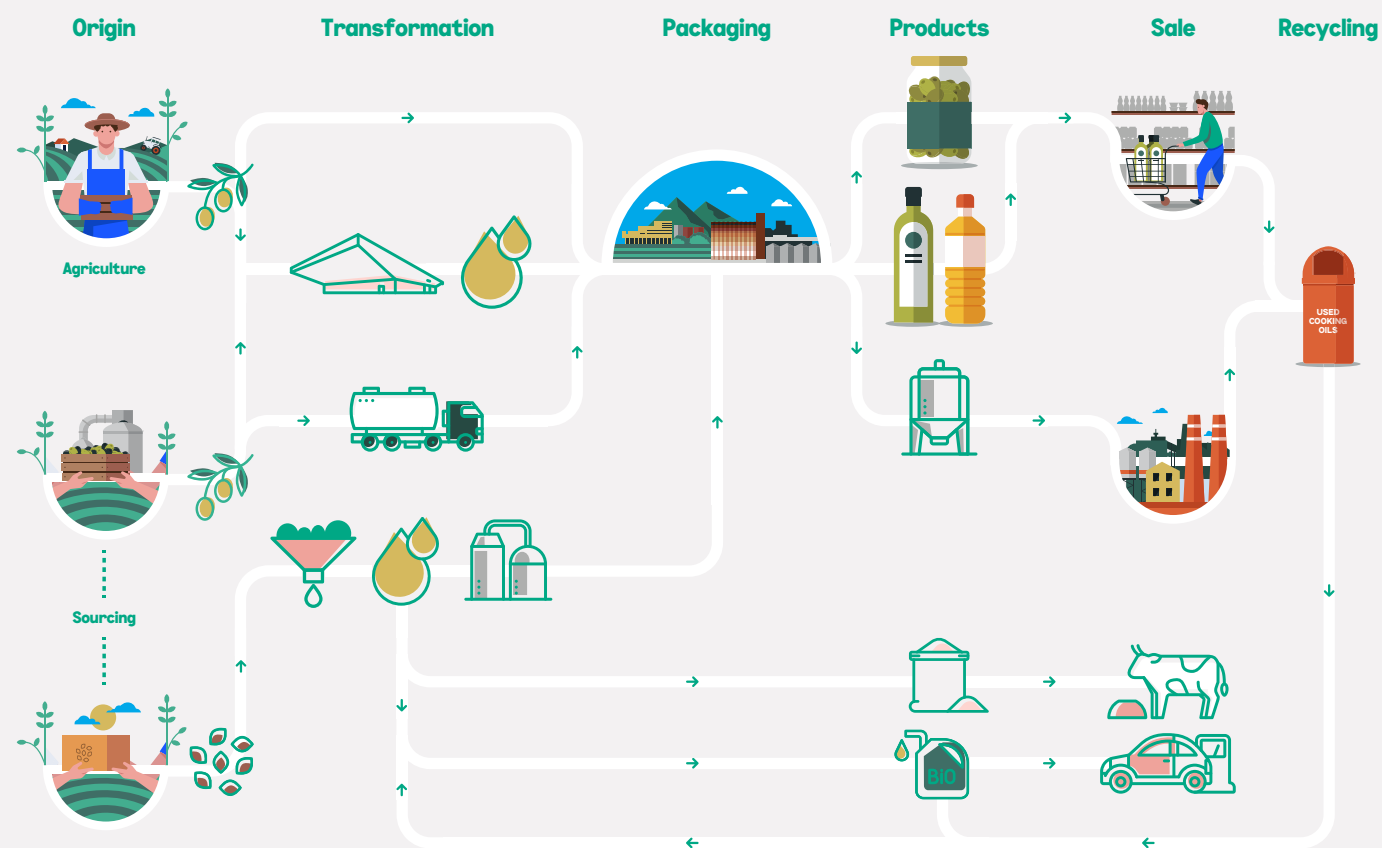 Origin
Transformation
Packaging
Products
Sale
Recycling
Agriculture
USED
COOKING
OILS
Sourcing
BiO